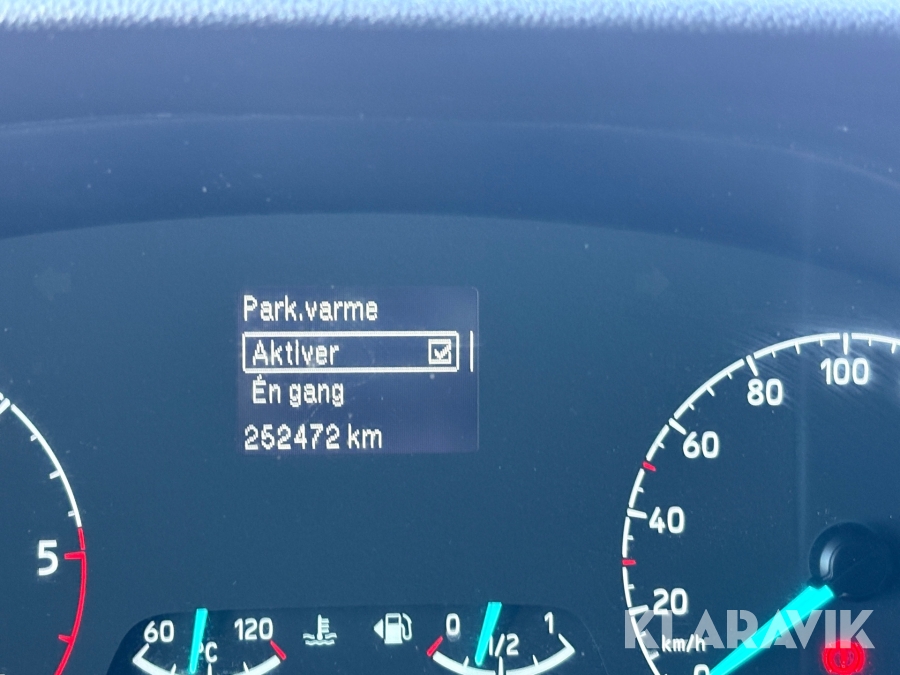 Park.varme
Aktiver
Én gang
252472 km
5
60
120
°C
0
1/2
1
20
40
60
80
100
km/h
0
KLARAVIK